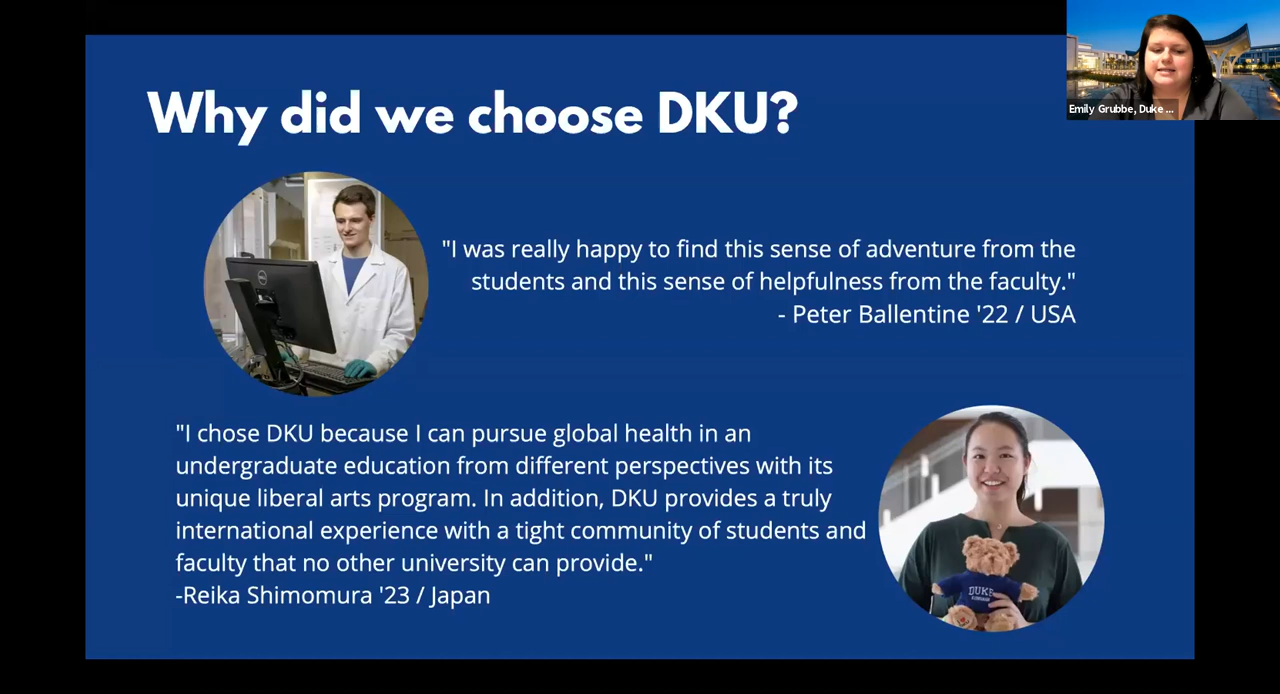 Why did we choose DKU?
Emily Grubbe, Duke ...
DELL
"I was really happy to find this sense of adventure from the
students and this sense of helpfulness from the faculty."
- Peter Ballentine '22 / USA
"I chose DKU because I can pursue global health in an
undergraduate education from different perspectives with its
unique liberal arts program. In addition, DKU provides a truly
international experience with a tight community of students and
faculty that no other university can provide."
-Reika Shimomura '23 / Japan
DUKE